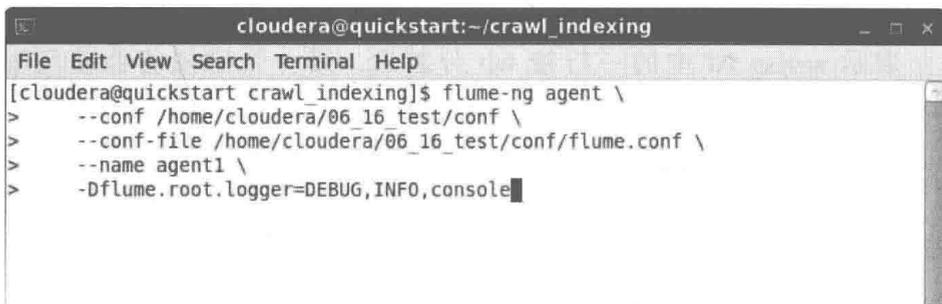 cloudera@quickstart:~/crawl_indexing
File Edit View Search Terminal Help
[cloudera@quickstart crawl_indexing]$ flume-ng agent \
> --conf /home/cloudera/06_16_test/conf \
> --conf-file /home/cloudera/06_16_test/conf/flume.conf \
> --name agent1 \
> -Dflume.root.logger=DEBUG,INFO,console